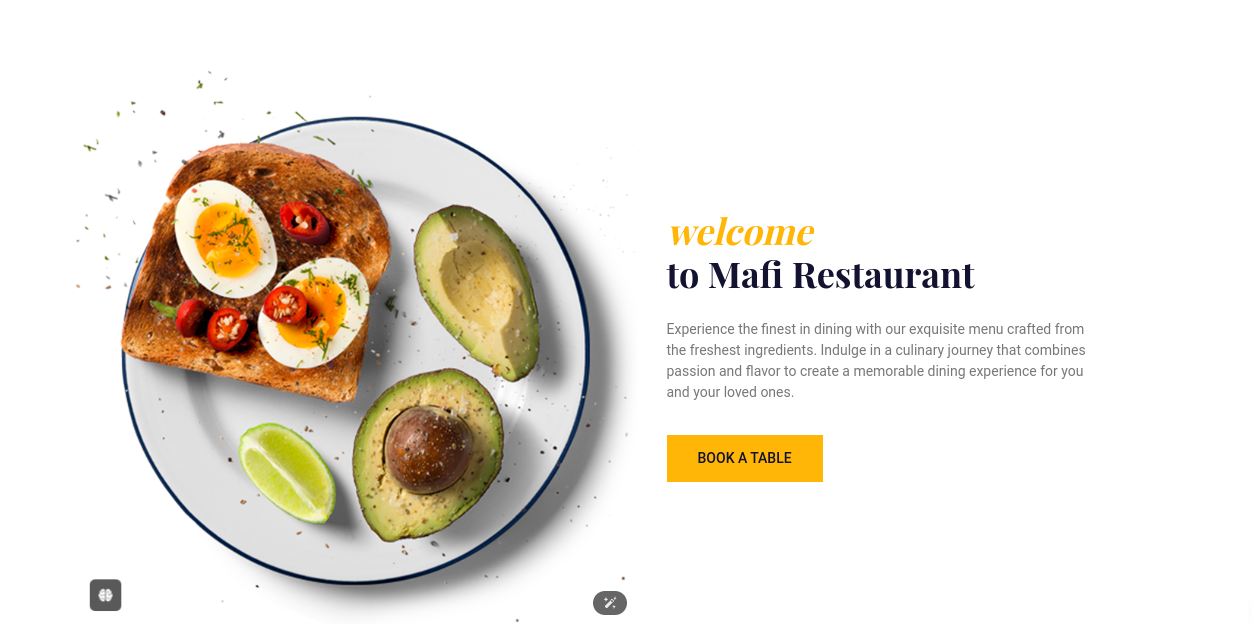 welcome
to Mafi Restaurant
Experience the finest in dining with our exquisite menu crafted from
the freshest ingredients. Indulge in a culinary journey that combines
passion and flavor to create a memorable dining experience for you
and your loved ones.
BOOK A TABLE